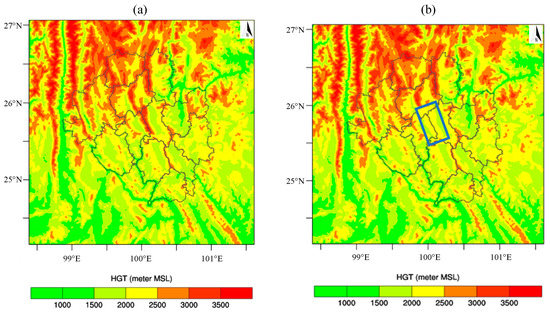 (a) (b)
27°N 27°N
26°N 26°N
25°N 25°N
99°E 100°E 101°E 99°E 100°E 101°E
HGT (meter MSL) HGT (meter MSL)
1000 1500 2000 2500 3000 3500 1000 1500 2000 2500 3000 3500